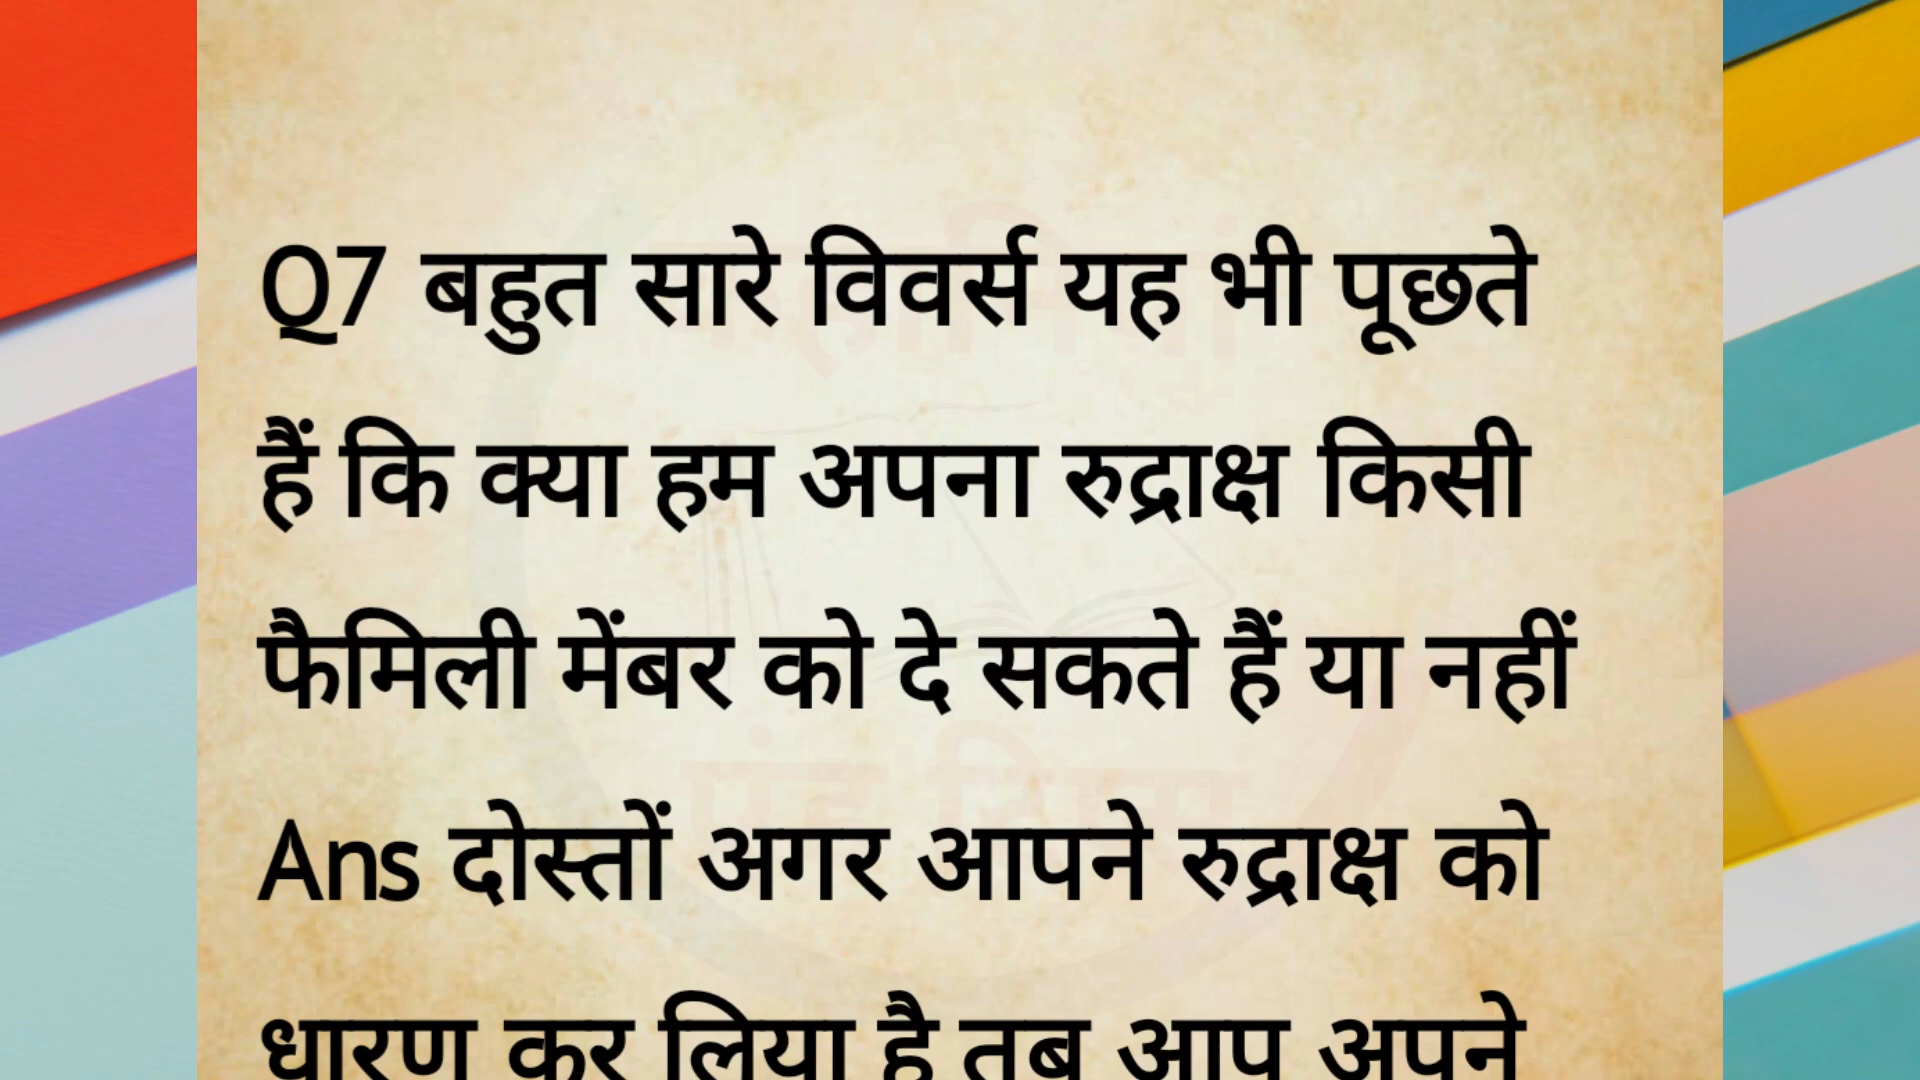 Q7 बहुत सारे विवर्स यह भी पूछते
हैं कि क्या हम अपना रुद्राक्ष किसी
फैमिली मेंबर को दे सकते हैं या नहीं
Ans दोस्तों अगर आपने रुद्राक्ष को
धारण कर लिया है तब आप अपने